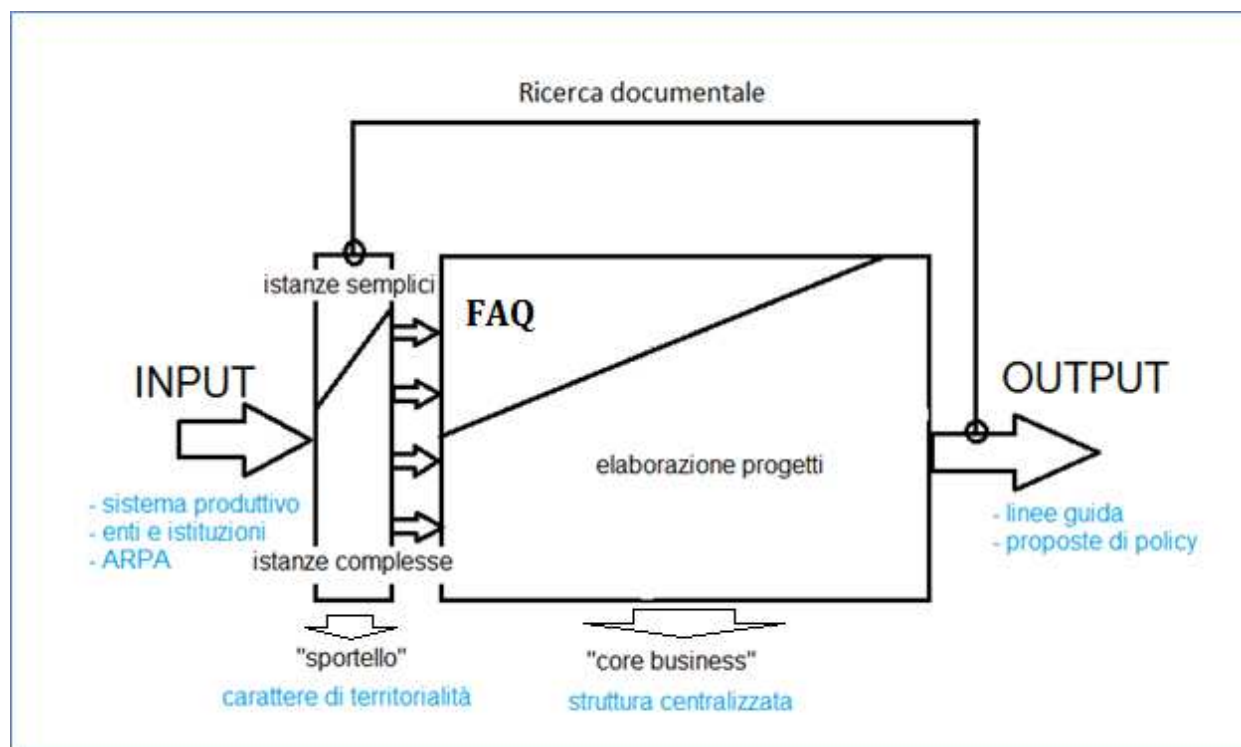 Ricerca documentale
istanze semplici
FAQ
INPUT
OUTPUT
elaborazione progetti
- sistema produttivo
- enti e istituzioni
- ARPA
- linee guida
- proposte di policy
istanze complesse
"sportello"
"core business"
carattere di territorialità
struttura centralizzata